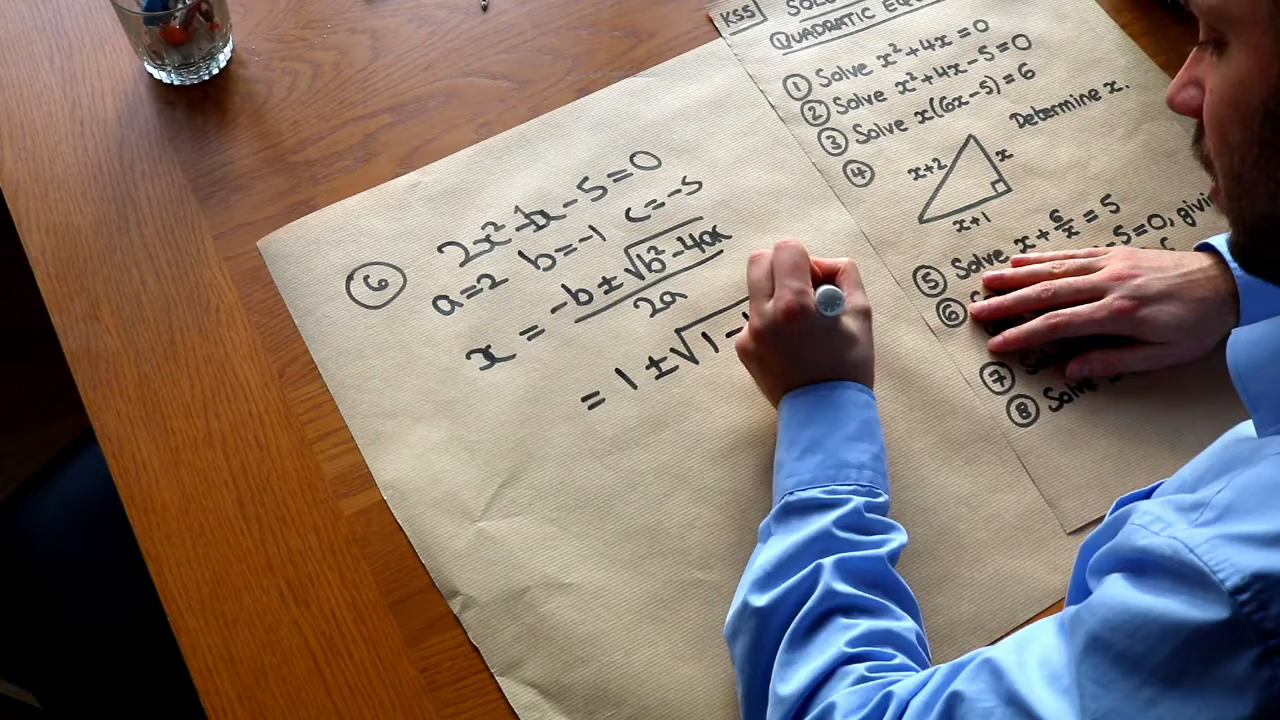 6
2x² - x - 5 = 0
a = 2 b = -1 c = -5
x = -b ± √b² - 4ac
2a
= 1 ± √1 -
KS5
QUADRATIC
1 Solve x² + 4x = 0
2 Solve x² + 4x - 5 = 0
3 Solve x(6x - 5) = 6
4 Determine x.
x+2 x
x+1
5 Solve x + 6/x = 5
6 - 5 = 0,
7
8 Solve